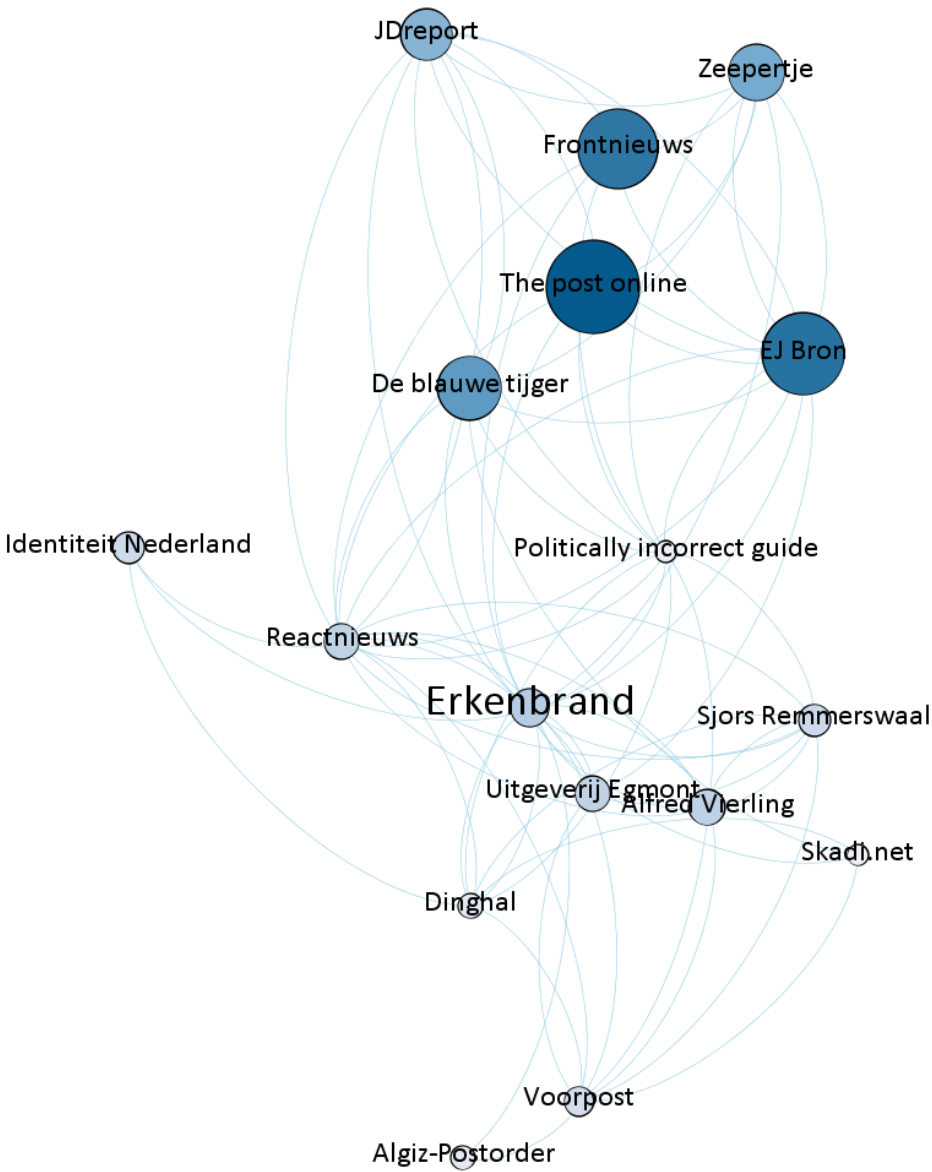 JDreport
Zeepertje
Frontnieuws
The post online
EJ Bron
De blauwe tijger
Identiteit Nederland
Politically incorrect guide
Reactnieuws
Erkenbrand
Sjors Remmerswaal
Uitgeverij Egmont
Alfred Vierling
Skadi.net
Dinghal
Voorpost
Algiz-Postorder